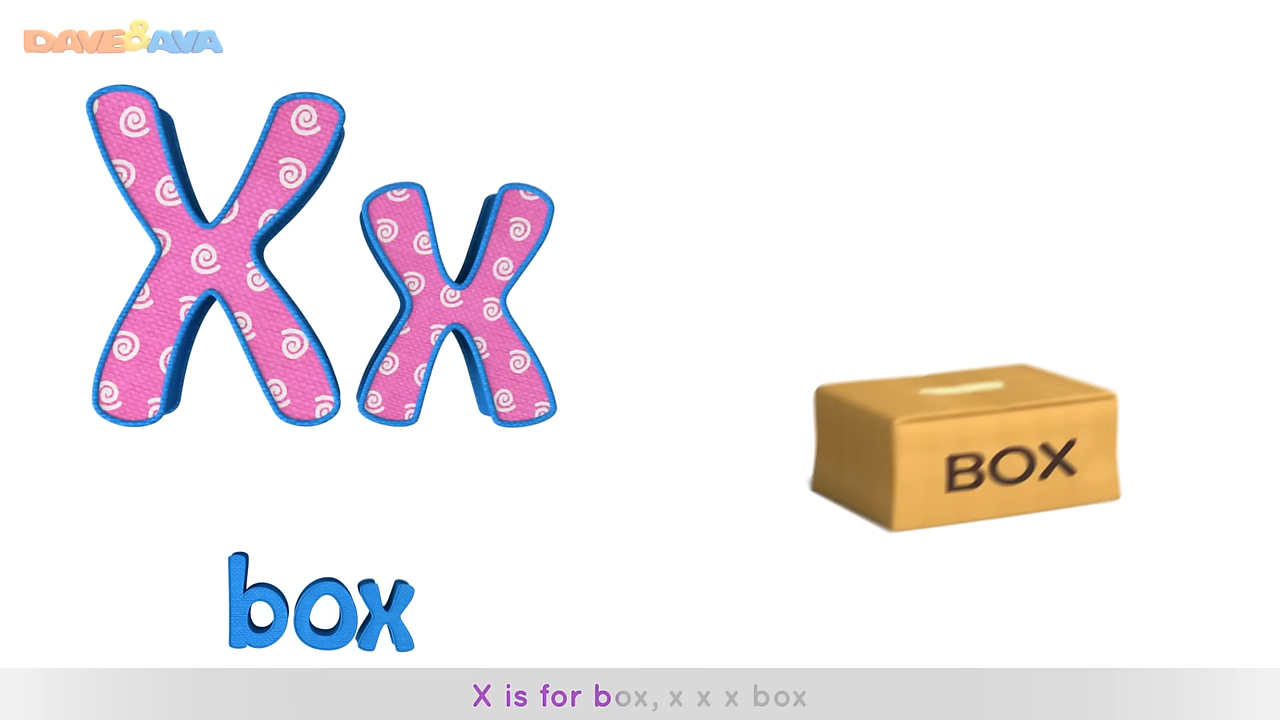 DAVE&AVA
Xx
BOX
box
X is for box, x x x box